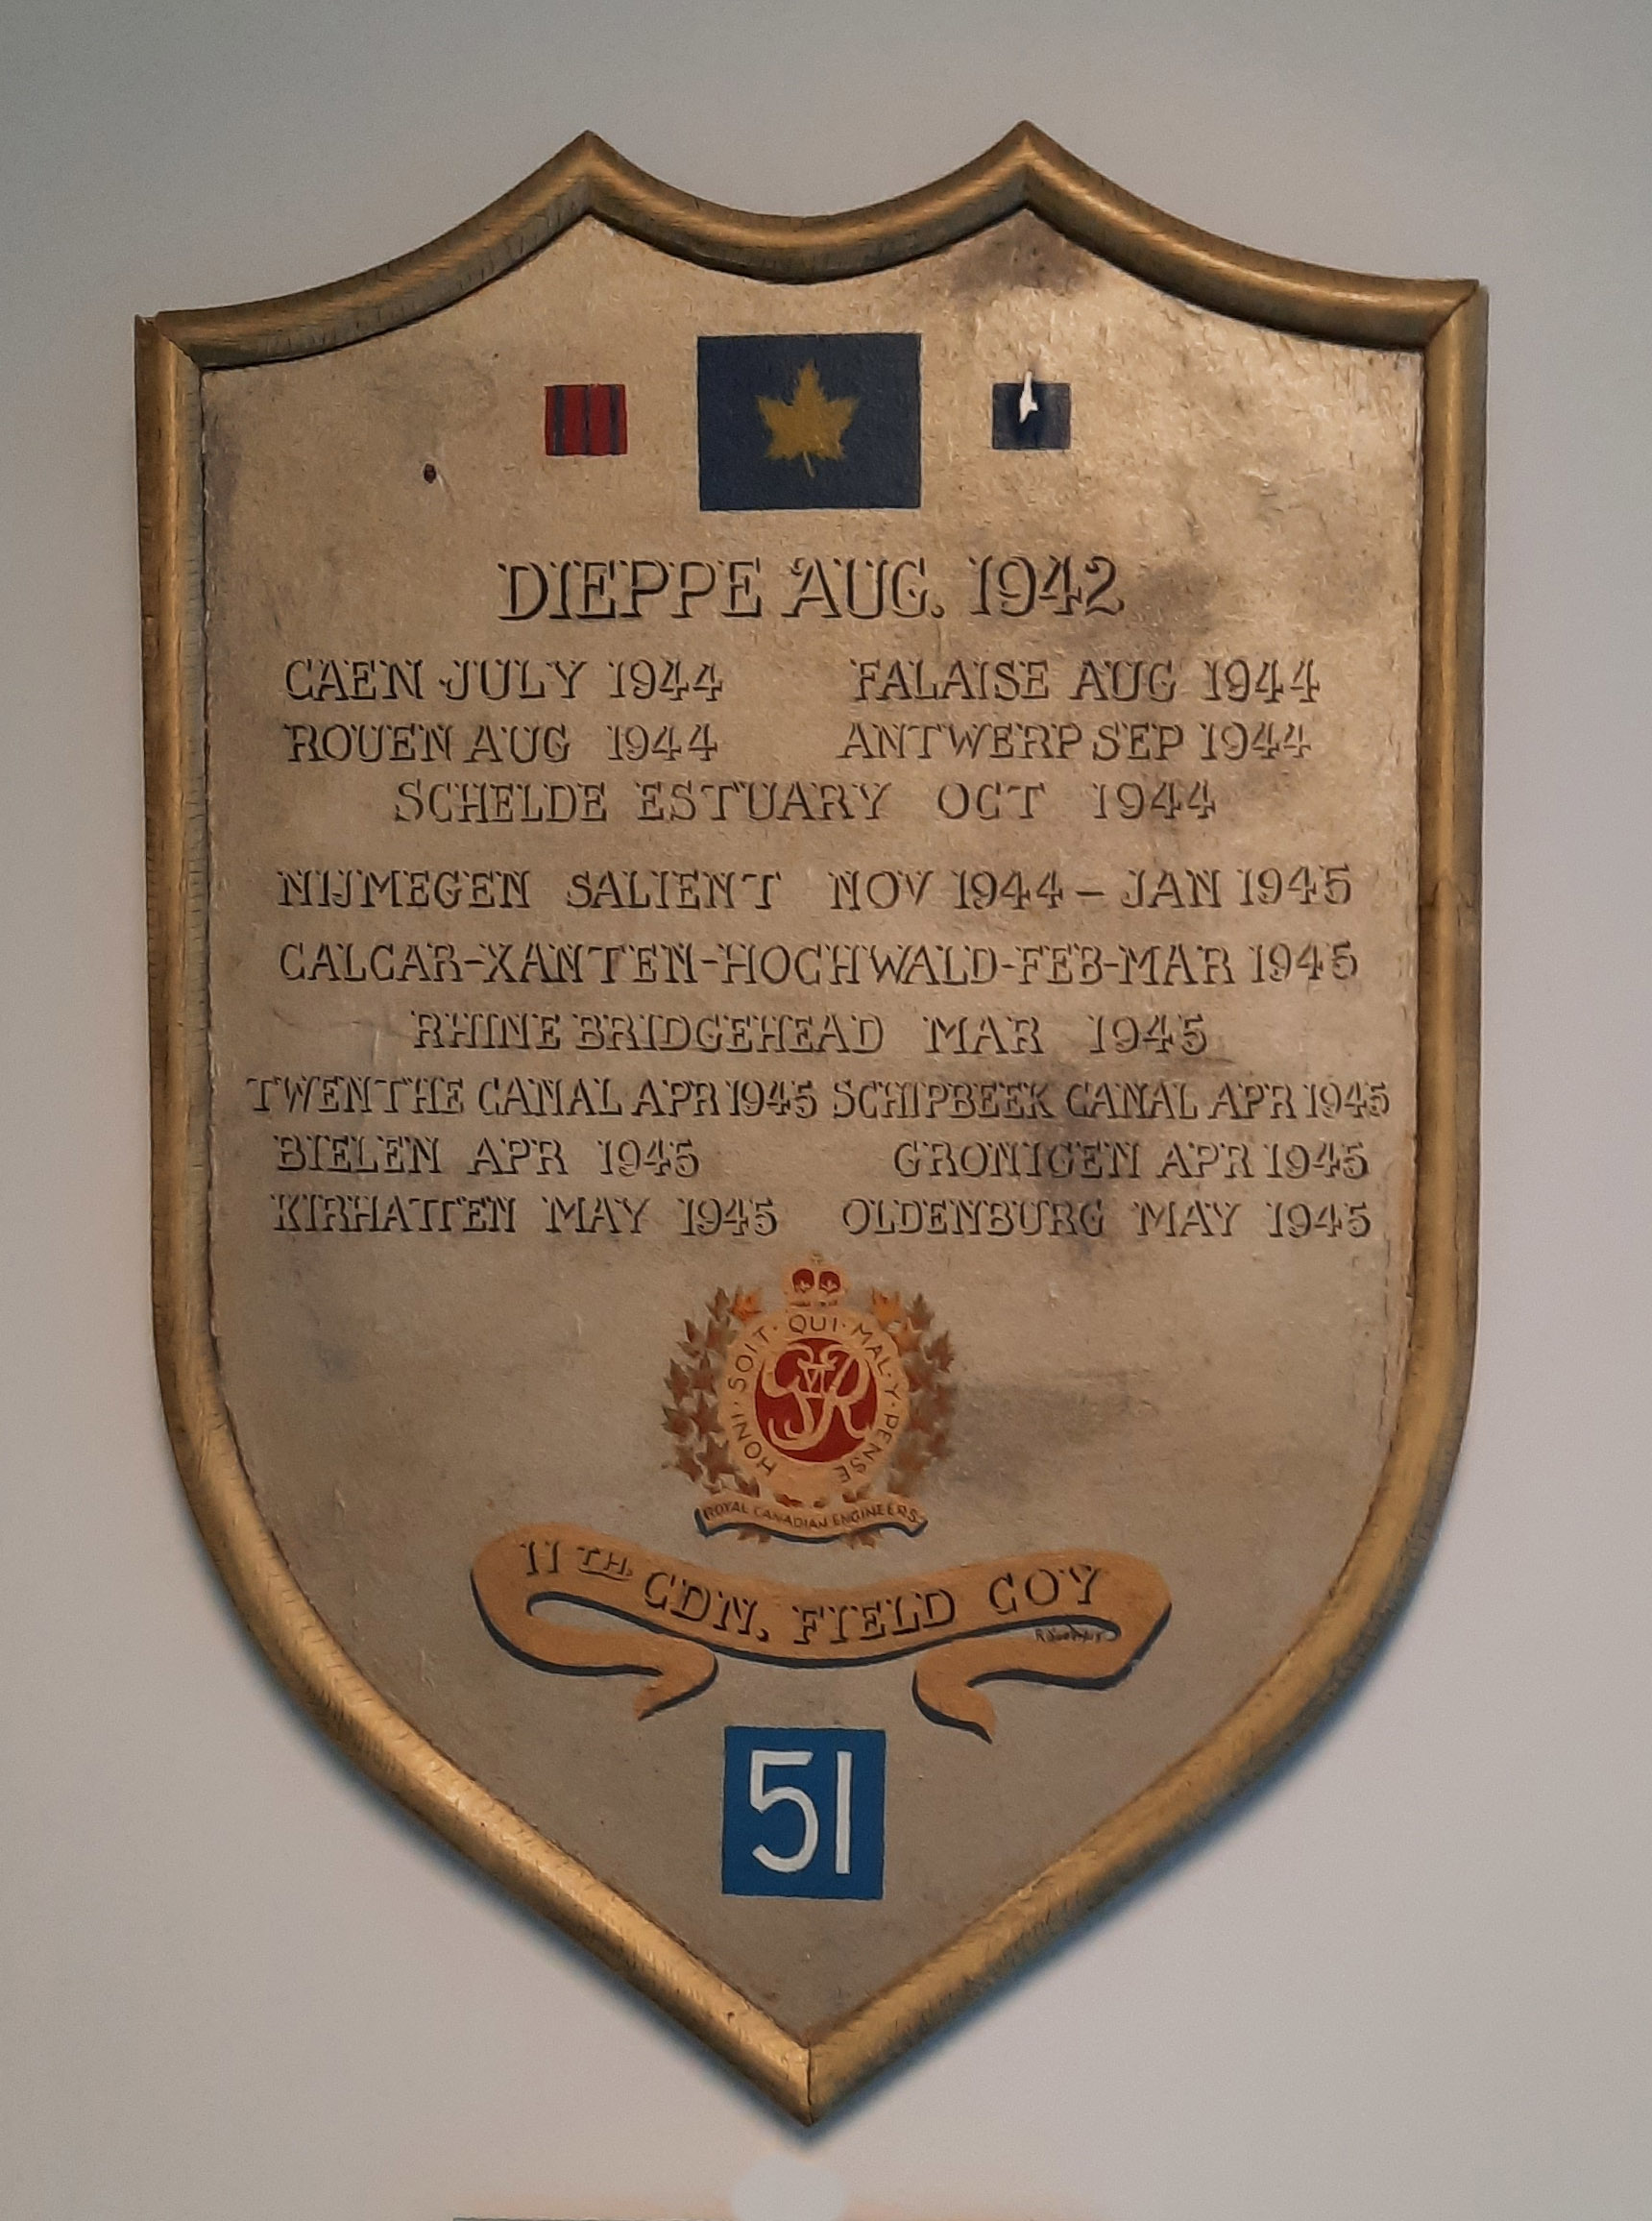 DIEPPE AUG. 1942
CAEN JULY 1944 FALAISE AUG 1944
ROUEN AUG 1944 ANTWERP SEP 1944
SCHELDE ESTUARY OCT 1944
NIJMEGEN SALIENT NOV 1944 – JAN 1945
CALCAR-XANTEN-HOCHWALD-FEB-MAR 1945
RHINE BRIDGEHEAD MAR 1945
TWENTHE CANAL APR 1945 SCHIPBEEK CANAL APR 1945
BIELEN APR 1945 GRONIGEN APR 1945
KIRHATTEN MAY 1945 OLDENBURG MAY 1945
HONI · SOIT · QUI · MAL · Y · PENSE
GVIR
ROYAL CANADIAN ENGINEERS
11TH. CDN. FIELD COY
51